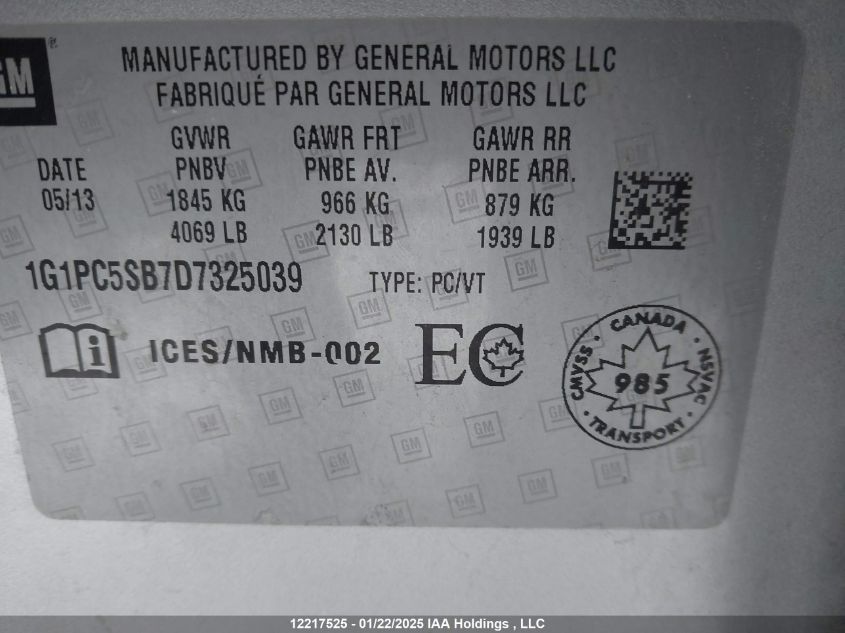 GM
MANUFACTURED BY GENERAL MOTORS LLC
FABRIQUÉ PAR GENERAL MOTORS LLC
GVWR GAWR FRT GAWR RR
DATE PNBV PNBE AV. PNBE ARR.
05/13 1845 KG 966 KG 879 KG
4069 LB 2130 LB 1939 LB
1G1PC5SB7D7325039 TYPE: PC/VT
i ICES/NMB-002 EC
CANADA
CMVSS 985 NSVAC
TRANSPORT
12217525 - 01/22/2025 IAA Holdings , LLC